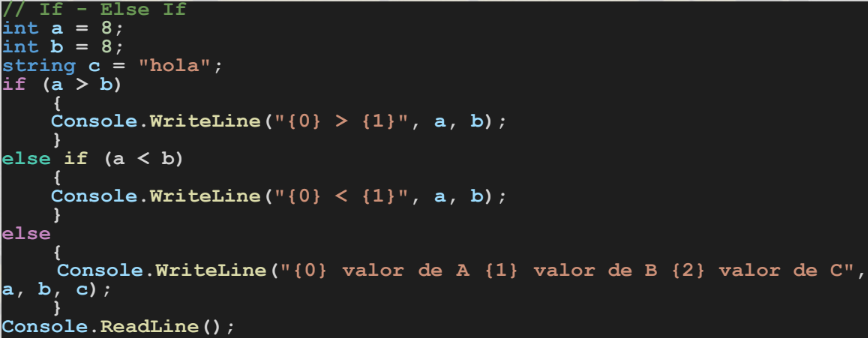 // If - Else If
int a = 8;
int b = 8;
string c = "hola";
if (a > b)
{
Console.WriteLine("{0} > {1}", a, b);
}
else if (a < b)
{
Console.WriteLine("{0} < {1}", a, b);
}
else
{
Console.WriteLine("{0} valor de A {1} valor de B {2} valor de C",
a, b, c);
}
Console.ReadLine();